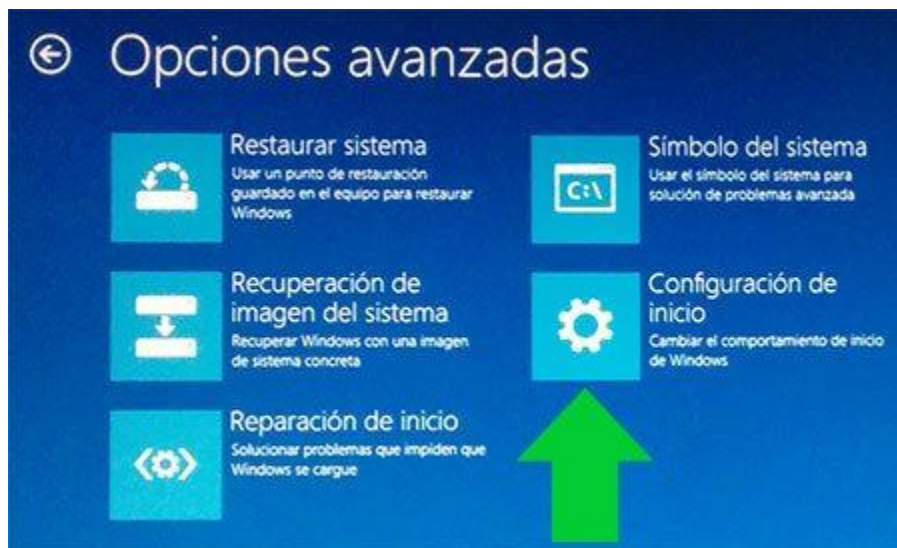 Opciones avanzadas
Restaurar sistema
Usar un punto de restauración
guardado en el equipo para restaurar
Windows
Recuperación de
imagen del sistema
Recuperar Windows con una imagen
de sistema concreta
Reparación de inicio
Solucionar problemas que impiden que
Windows se cargue
Símbolo del sistema
Usar el símbolo del sistema para
solución de problemas avanzada
C:\
Configuración de
inicio
Cambiar el comportamiento de inicio
de Windows